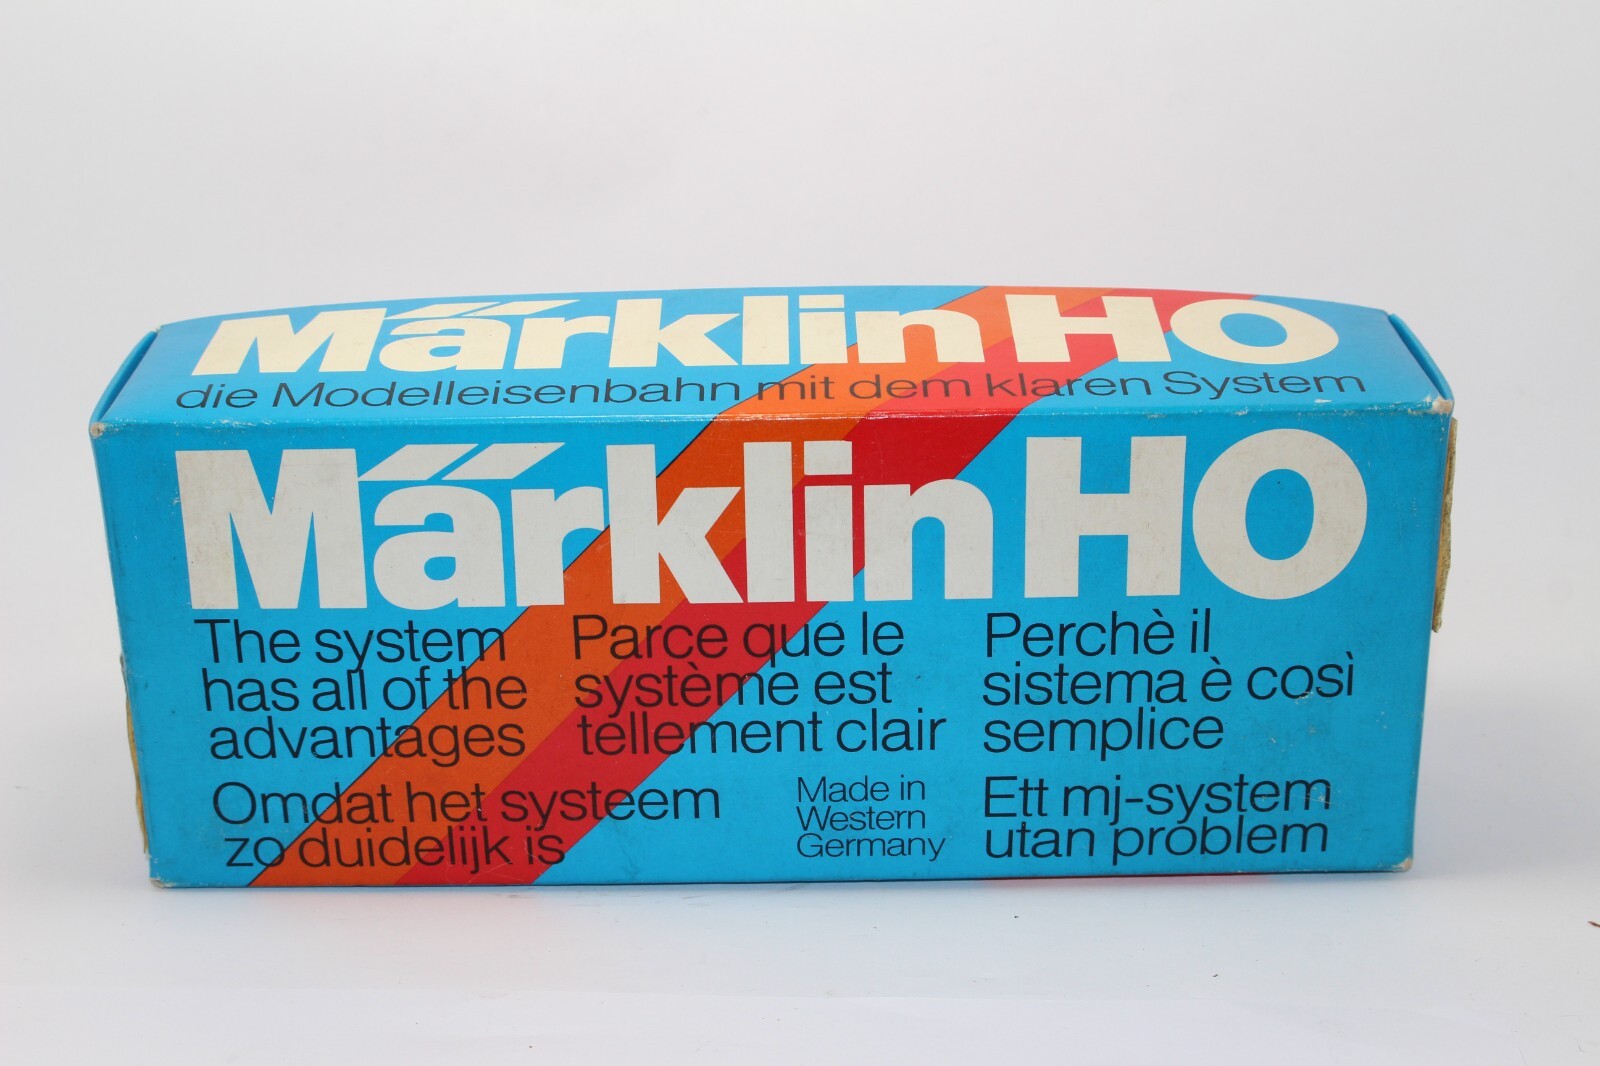 Märklin HO
die Modelleisenbahn mit dem klaren System
Märklin HO
The system
has all of the
advantages
Parce que le
système est
tellement clair
Perchè il
sistema è così
semplice
Omdat het systeem
zo duidelijk is
Made in
Western
Germany
Ett mj-system
utan problem